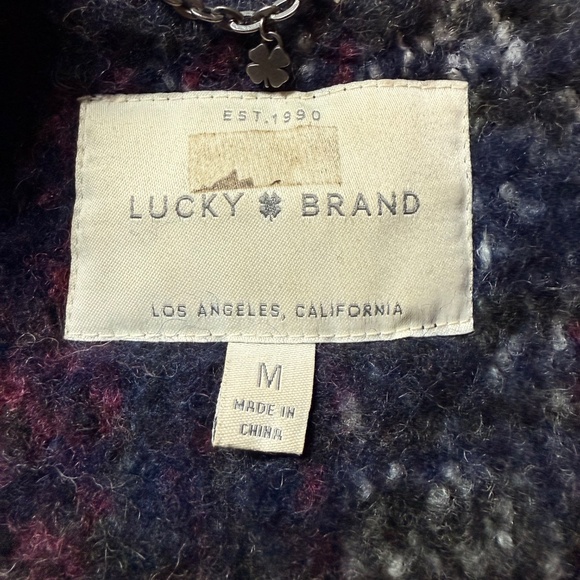 EST. 1990
LUCKY BRAND
LOS ANGELES, CALIFORNIA
M
MADE IN
CHINA